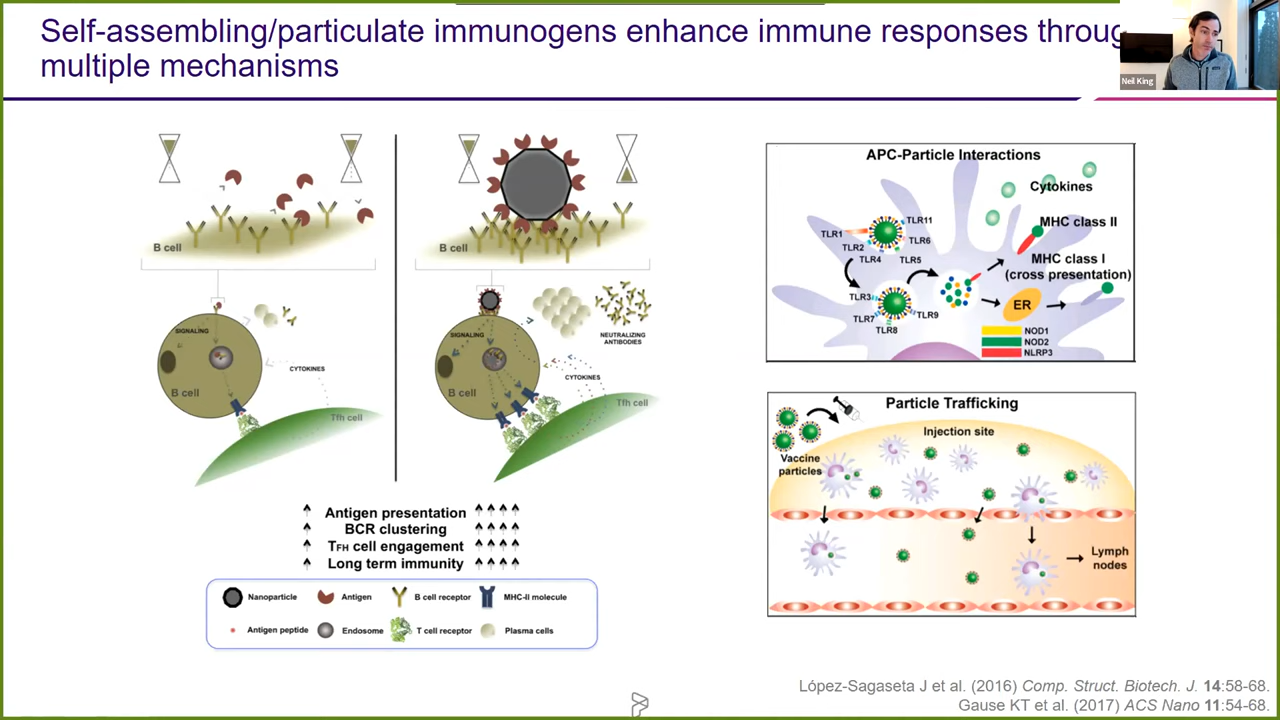 Self-assembling/particulate immunogens enhance immune responses throug
multiple mechanisms
Neil King
B cell
SIGNALING
CYTOKINES
B cell
Tfh cell
B cell
SIGNALING
NEUTRALIZING
ANTIBODIES
CYTOKINES
B cell
Tfh cell
Antigen presentation
BCR clustering
TFH cell engagement
Long term immunity
Nanoparticle
Antigen
B cell receptor
MHC-II molecule
Antigen peptide
Endosome
T cell receptor
Plasma cells
APC-Particle Interactions
Cytokines
TLR11
MHC class II
TLR1
TLR6
TLR2
TLR4
TLR5
MHC class I
(cross presentation)
TLR3
ER
TLR7
TLR9
TLR8
NOD1
NOD2
NLRP3
Particle Trafficking
Injection site
Vaccine
particles
Lymph
nodes
López-Sagaseta J et al. (2016) Comp. Struct. Biotech. J. 14:58-68.
Gause KT et al. (2017) ACS Nano 11:54-68.